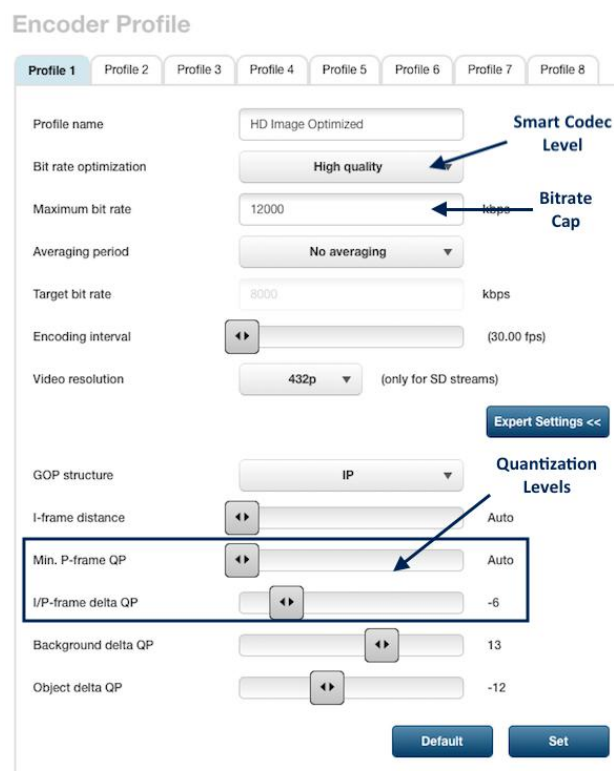 Encoder Profile
Profile 1 Profile 2 Profile 3 Profile 4 Profile 5 Profile 6 Profile 7 Profile 8
Profile name HD Image Optimized
Smart Codec
Level
Bit rate optimization High quality
Maximum bit rate 12000 kbps
Bitrate
Cap
Averaging period No averaging
Target bit rate 8000 kbps
Encoding interval (30.00 fps)
Video resolution 432p (only for SD streams)
Expert Settings <<
GOP structure IP
Quantization
Levels
I-frame distance Auto
Min. P-frame QP Auto
I/P-frame delta QP -6
Background delta QP 13
Object delta QP -12
Default Set